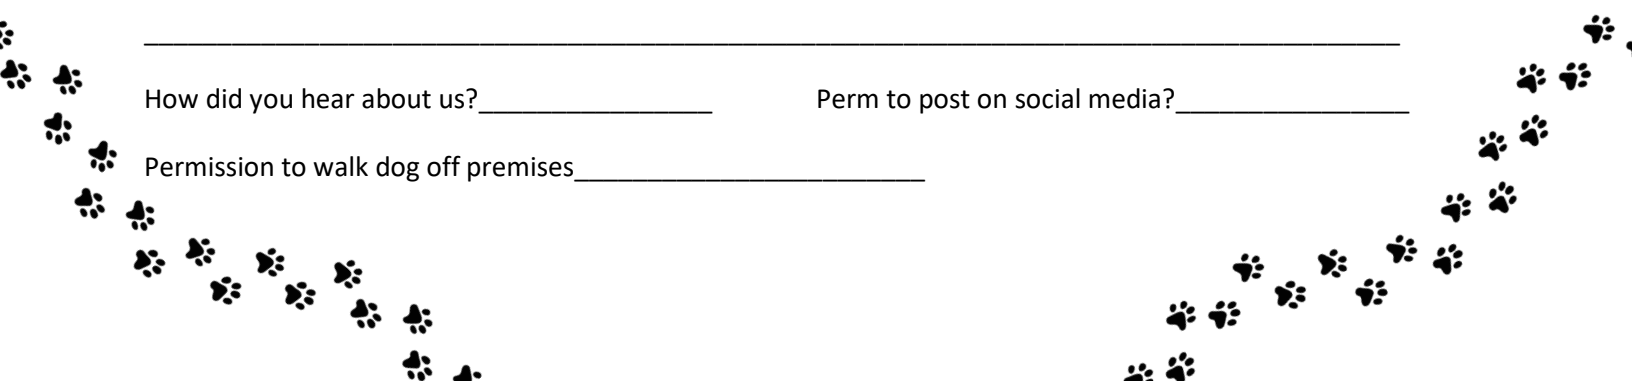 ______________________________________________________________________________________
How did you hear about us?________________ Perm to post on social media?________________
Permission to walk dog off premises________________________